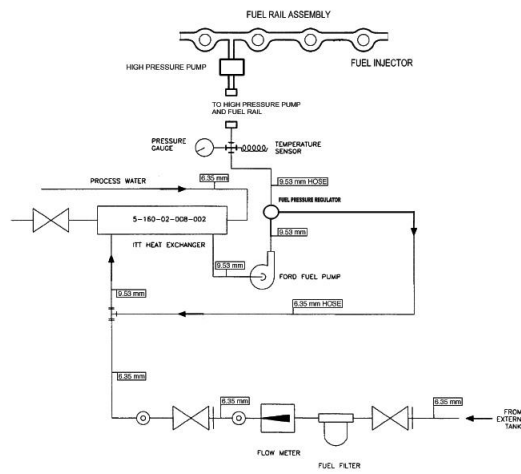 FUEL RAIL ASSEMBLY
HIGH PRESSURE PUMP
FUEL INJECTOR
TO HIGH PRESSURE PUMP
AND FUEL RAIL
PRESSURE
GAUGE
TEMPERATURE
SENSOR
PROCESS WATER
6.35 mm
9.53 mm HOSE
FUEL PRESSURE REGULATOR
5-160-02-008-002
9.53 mm
ITT HEAT EXCHANGER
9.53 mm
FORD FUEL PUMP
9.53 mm
6.35 mm HOSE
6.35 mm
6.35 mm
6.35 mm
FROM
EXTERN
TANK
FLOW METER
FUEL FILTER